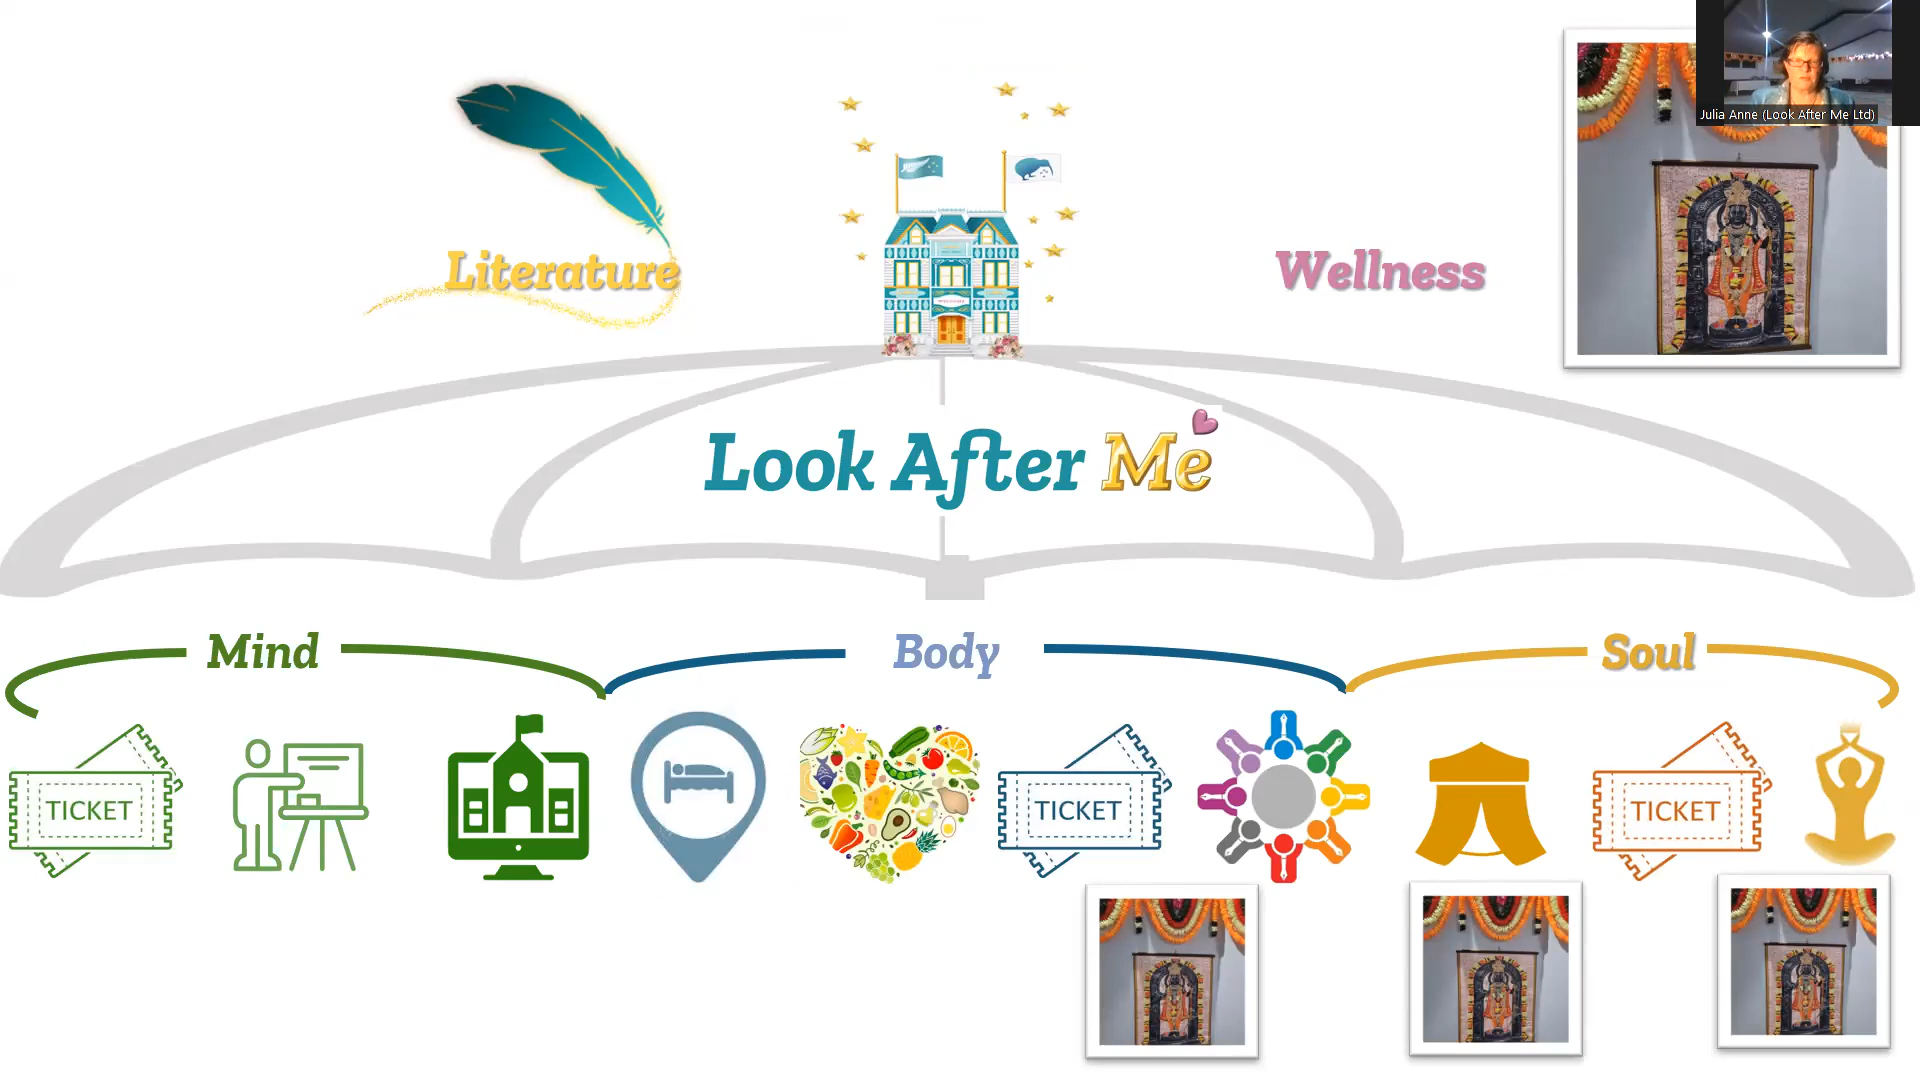 Julia Anne (Look After Me Ltd)
Literature
Wellness
Look After Me
Mind
Body
Soul
TICKET
TICKET
TICKET